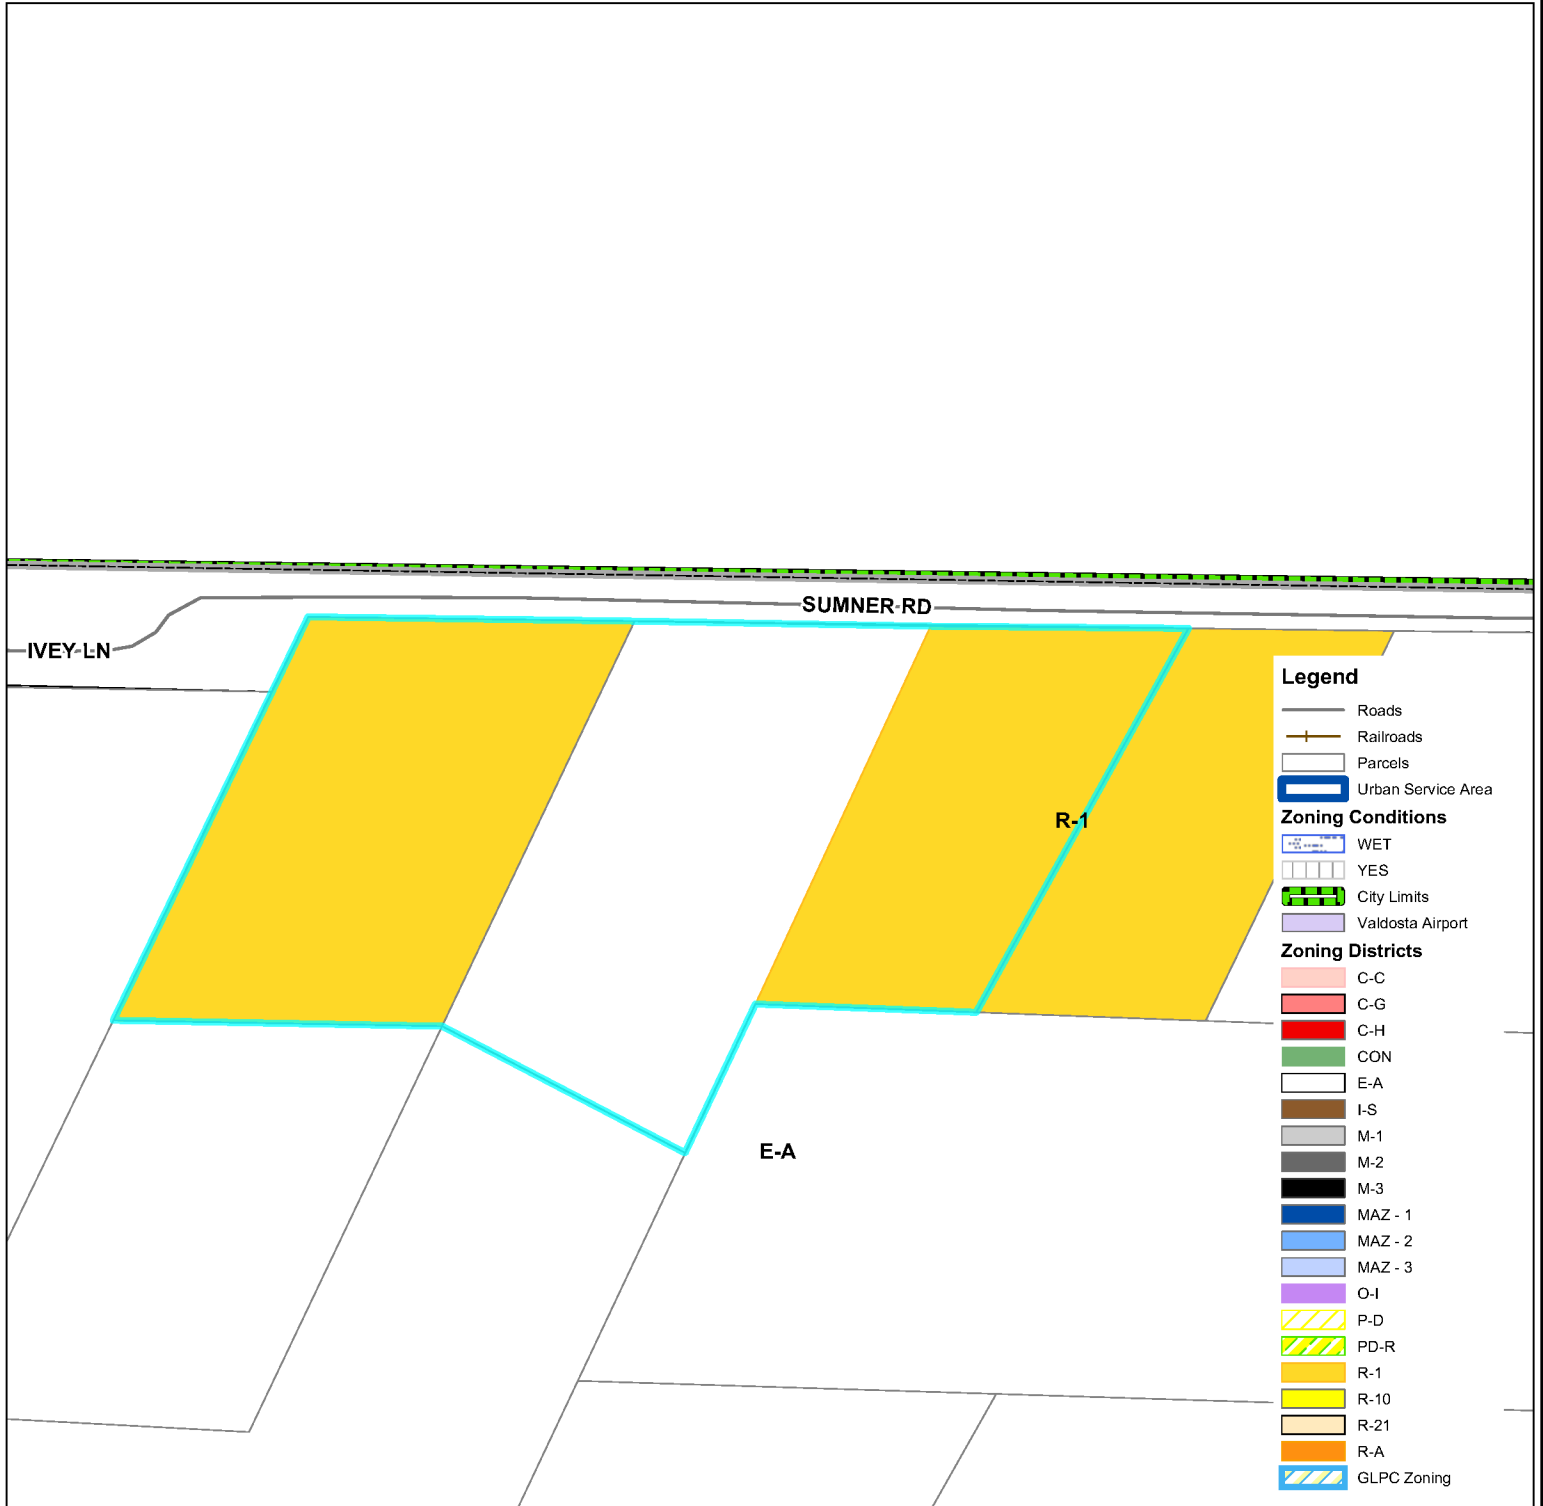 SUMNER RD
IVEY LN
R-1
E-A
Legend
Roads
Railroads
Parcels
Urban Service Area
Zoning Conditions
WET
YES
City Limits
Valdosta Airport
Zoning Districts
C-C
C-G
C-H
CON
E-A
I-S
M-1
M-2
M-3
MAZ - 1
MAZ - 2
MAZ - 3
O-I
P-D
PD-R
R-1
R-10
R-21
R-A
GLPC Zoning